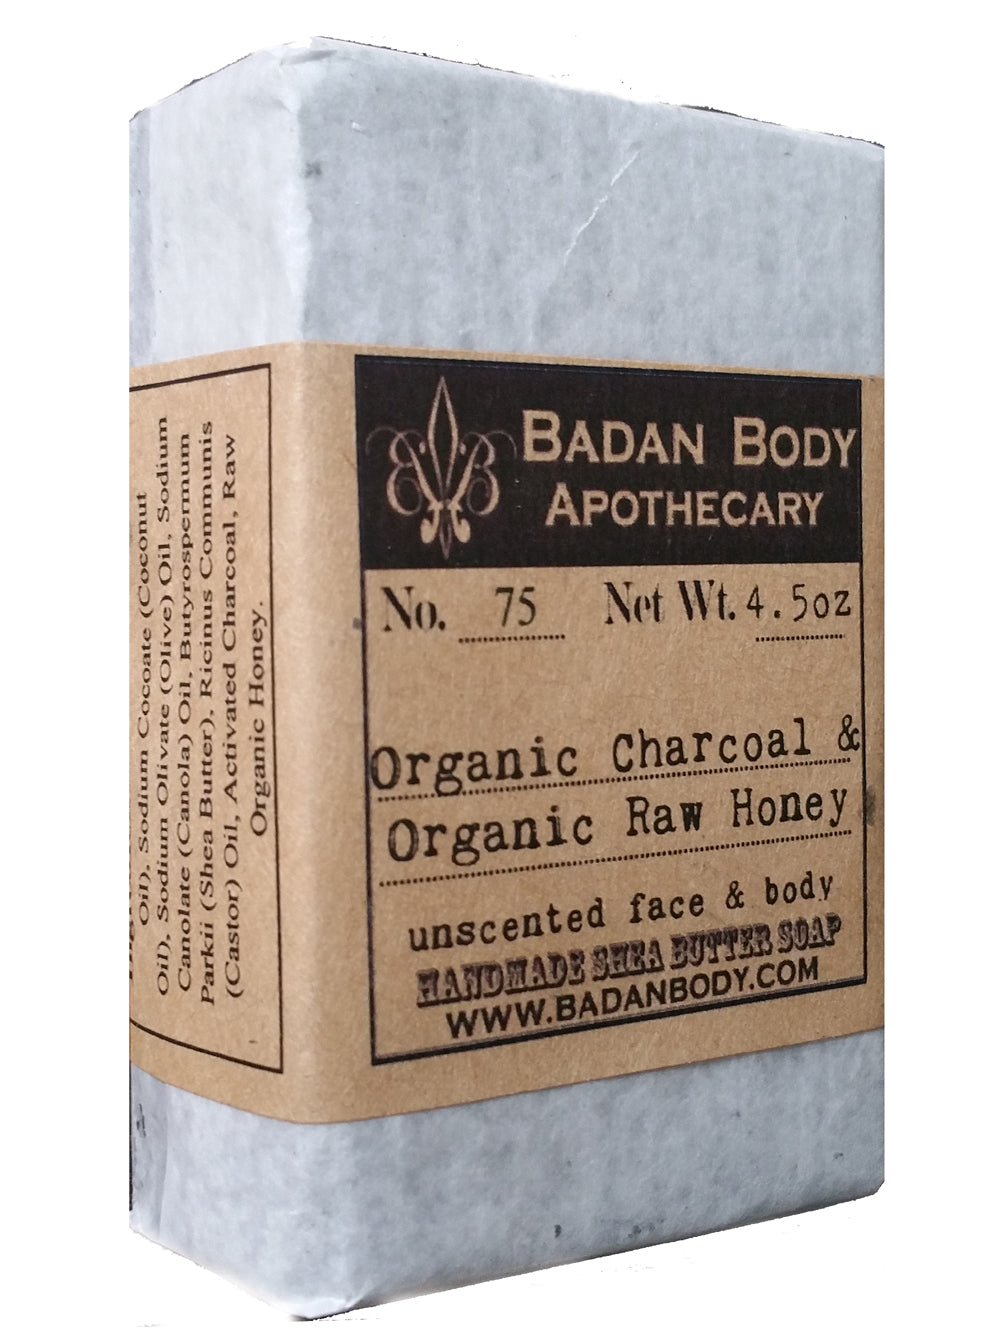 BADAN BODY
APOTHECARY
No. 75 Net Wt. 4.5oz
Organic Charcoal &
Organic Raw Honey
unscented face & body
HANDMADE SHEA BUTTER SOAP
WWW.BADANBODY.COM
Oil), Sodium Cocoate (Coconut
Oil), Sodium Olivate (Olive) Oil, Sodium
Canolate (Canola) Oil, Butyrospermum
Parkii (Shea Butter), Ricinus Communis
(Castor) Oil, Activated Charcoal, Raw
Organic Honey.